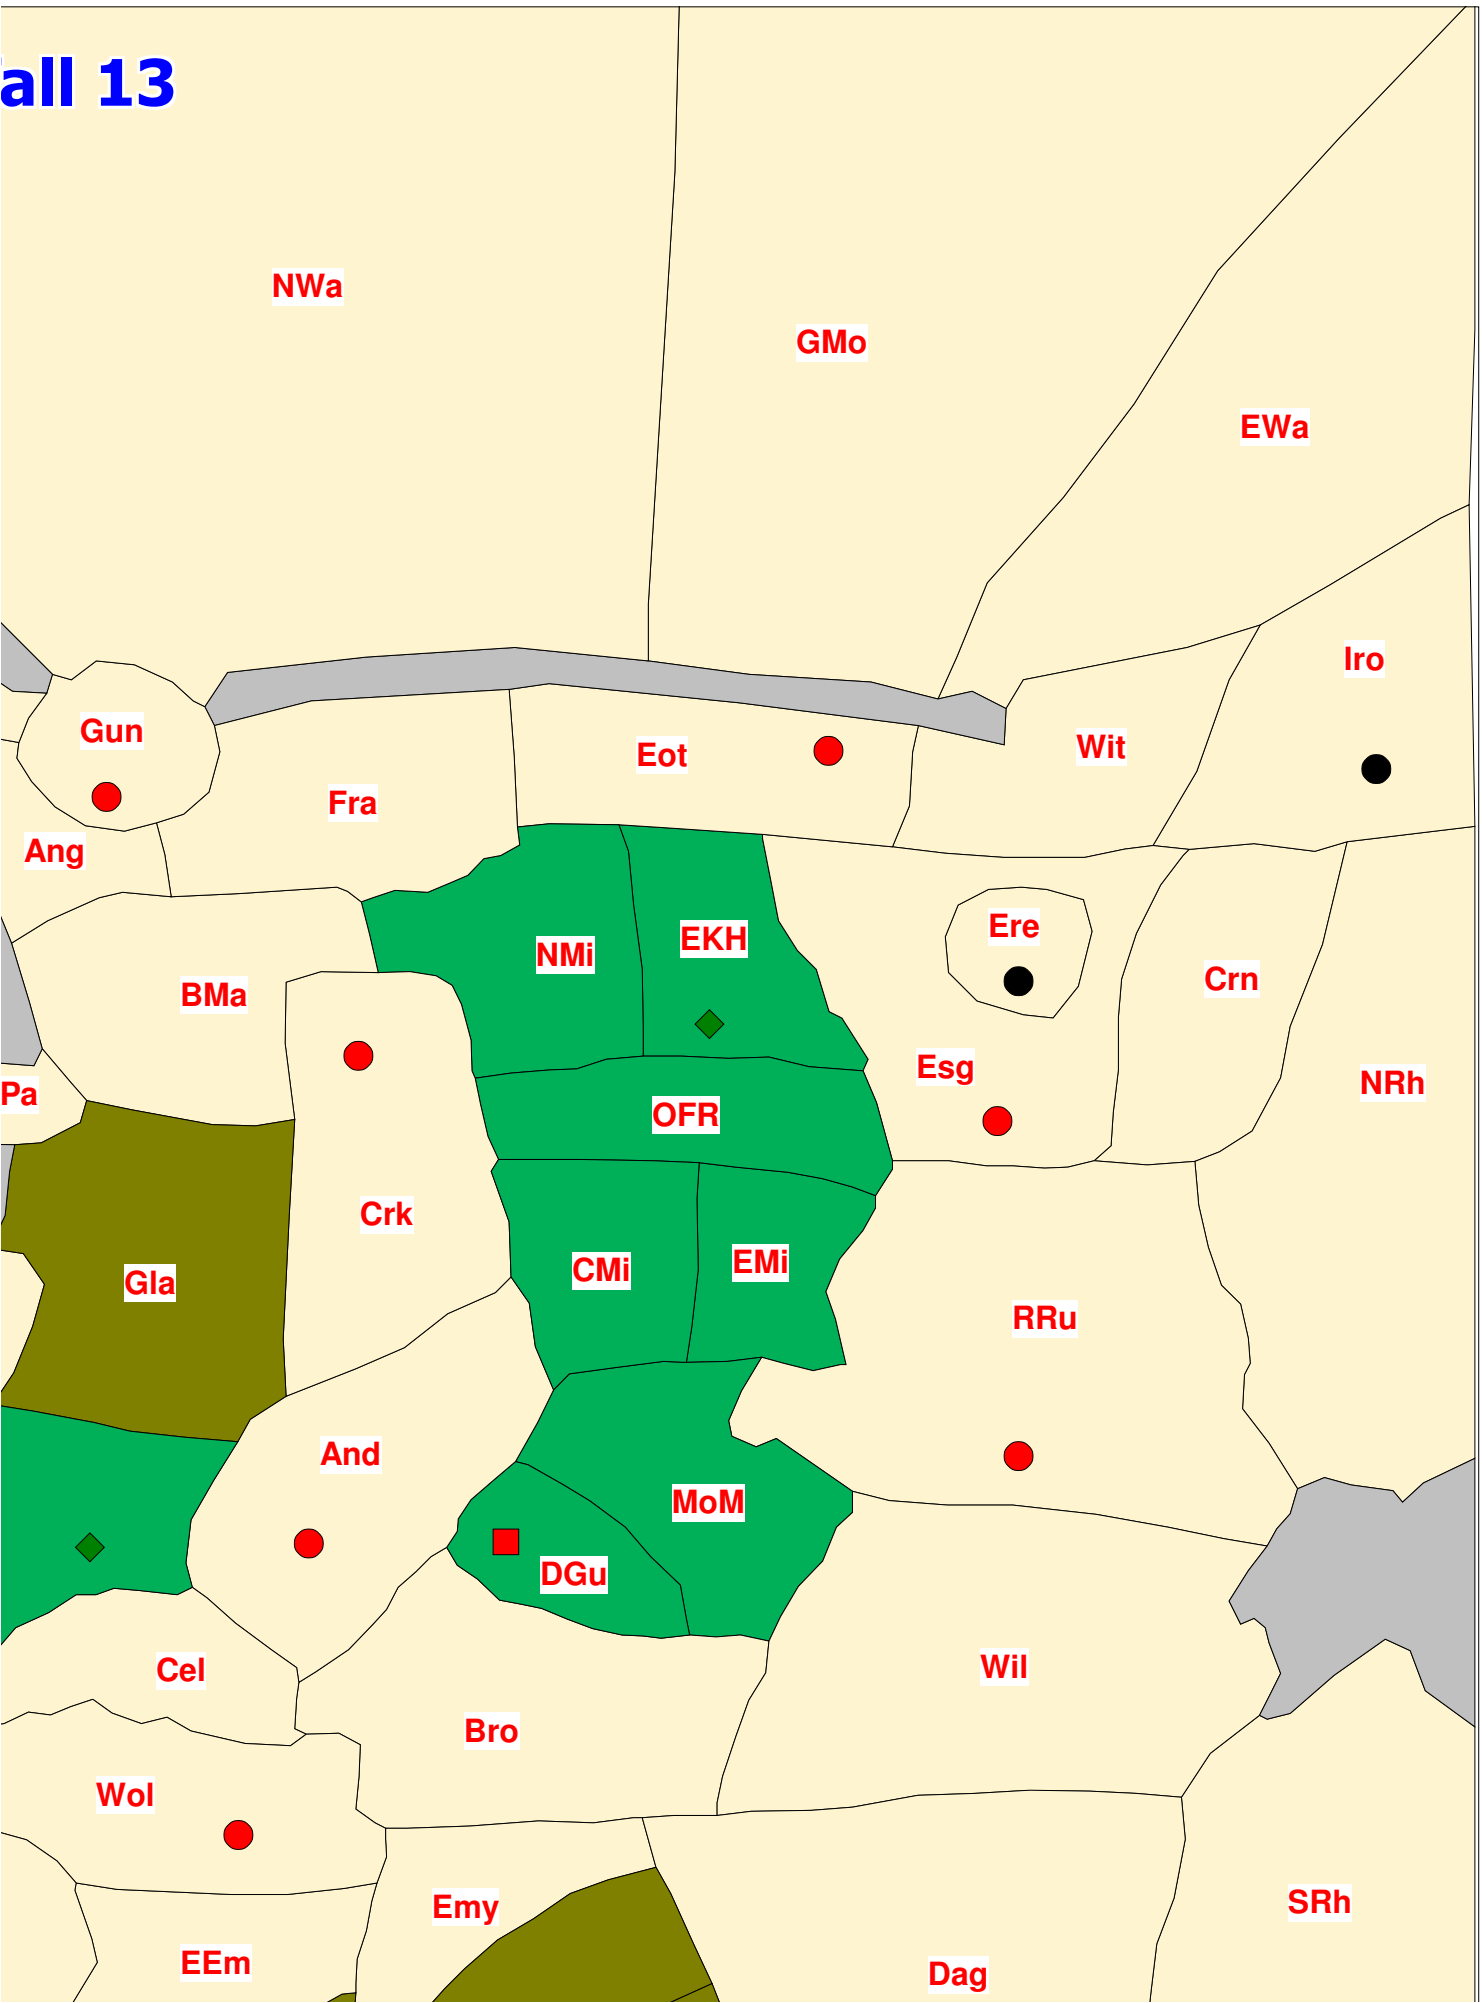 all 13
NWa
GMo
EWa
Iro
Gun
Eot
Wit
Fra
Ang
Ere
NMi
EKH
Crn
BMa
Esg
NRh
Pa
OFR
Crk
CMi
EMi
Gla
RRu
And
MoM
DGu
Cel
Wil
Bro
Wol
Emy
SRh
EEm
Dag